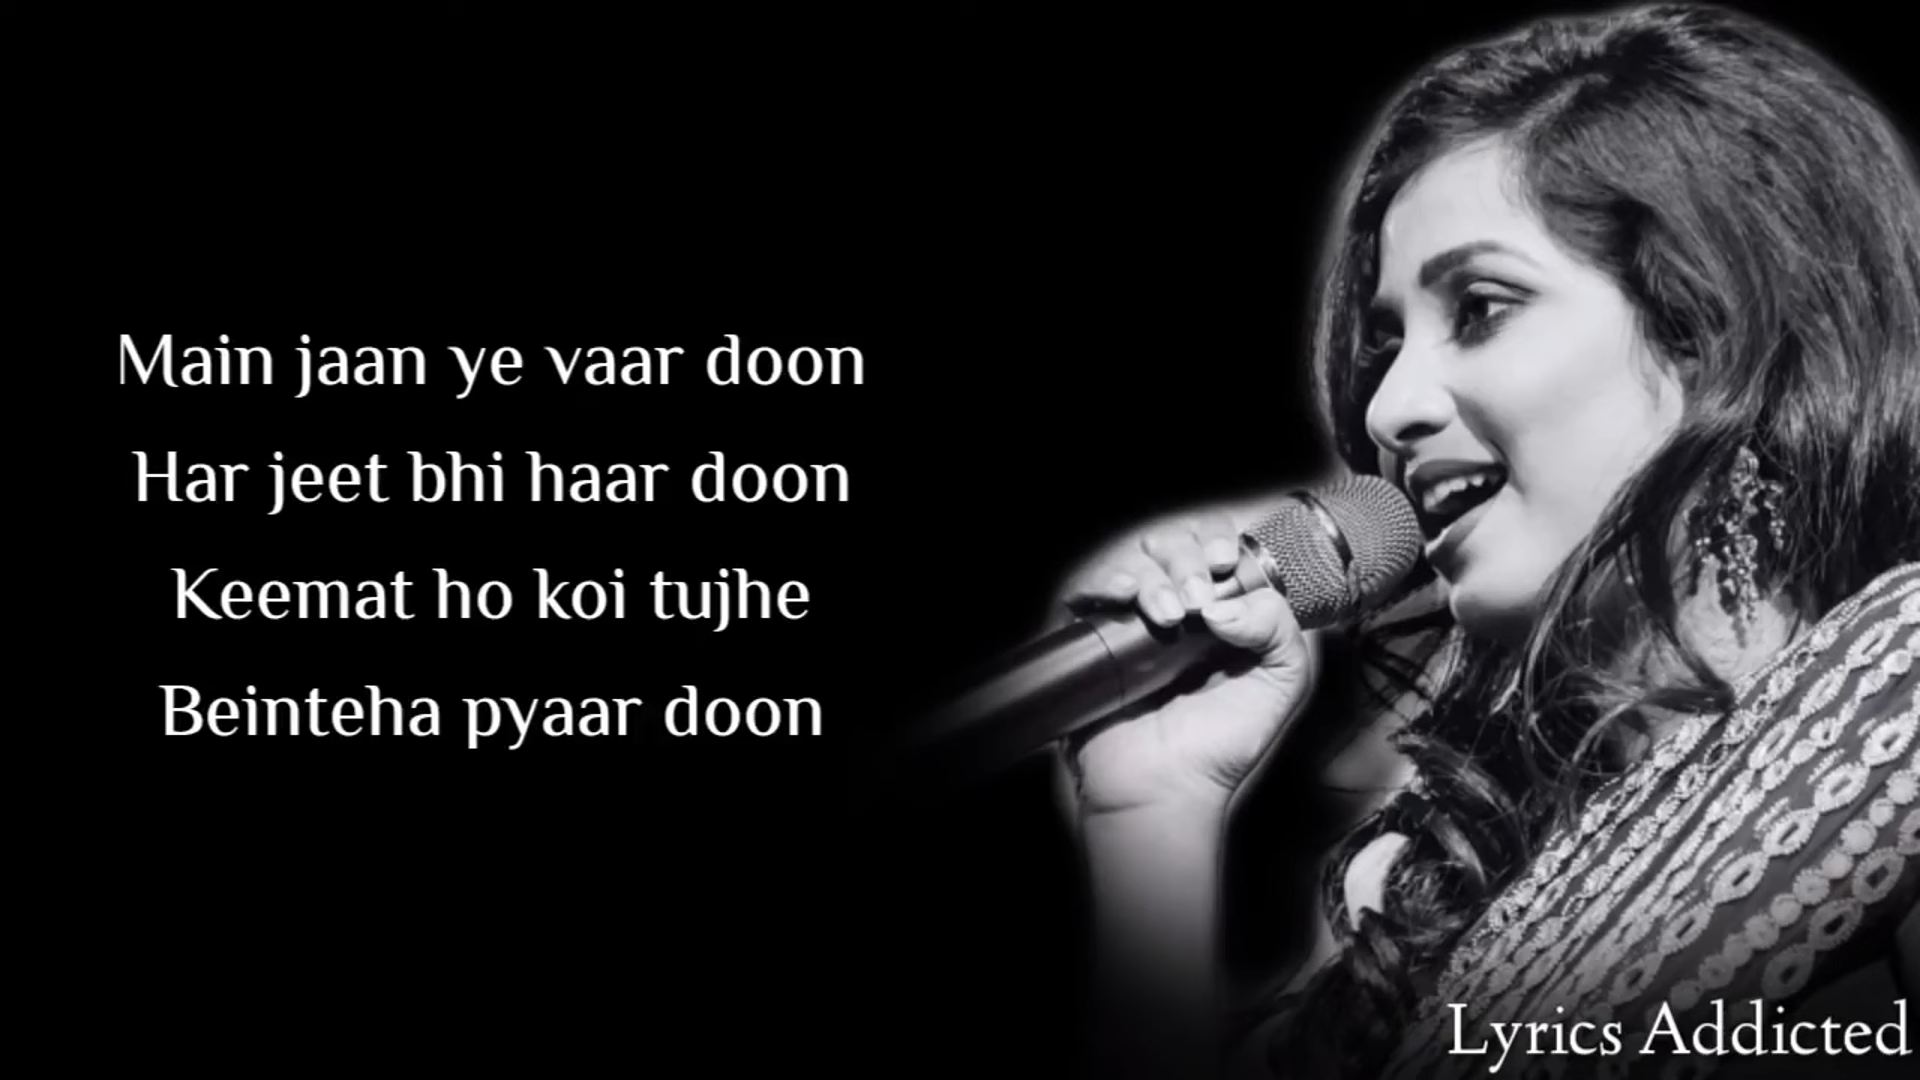 Main jaan ye vaar doon
Har jeet bhi haar doon
Keemat ho koi tujhe
Beinteha pyaar doon
Lyrics Addicted